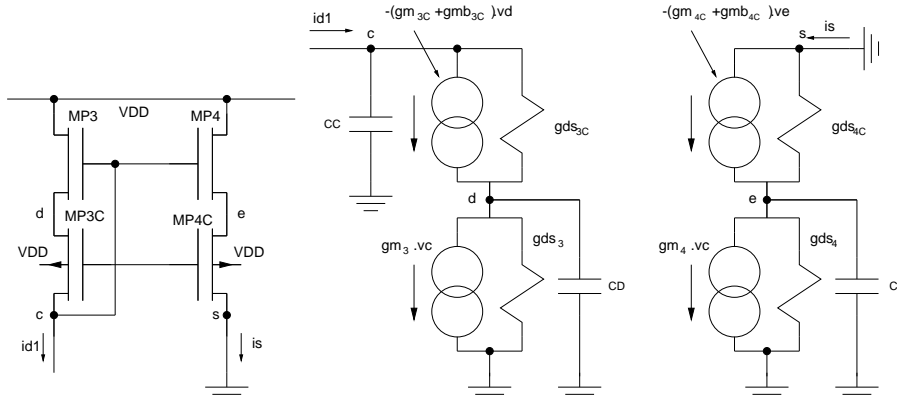 VDD
MP3
MP4
d
e
MP3C
MP4C
VDD
VDD
c
s
id1
is
id1
-(gm3C +gmb3C ).vd
c
CC
gds3C
d
gm3 .vc
gds3
CD
-(gm4C +gmb4C ).ve
s
is
gds4C
e
gm4 .vc
gds4
C